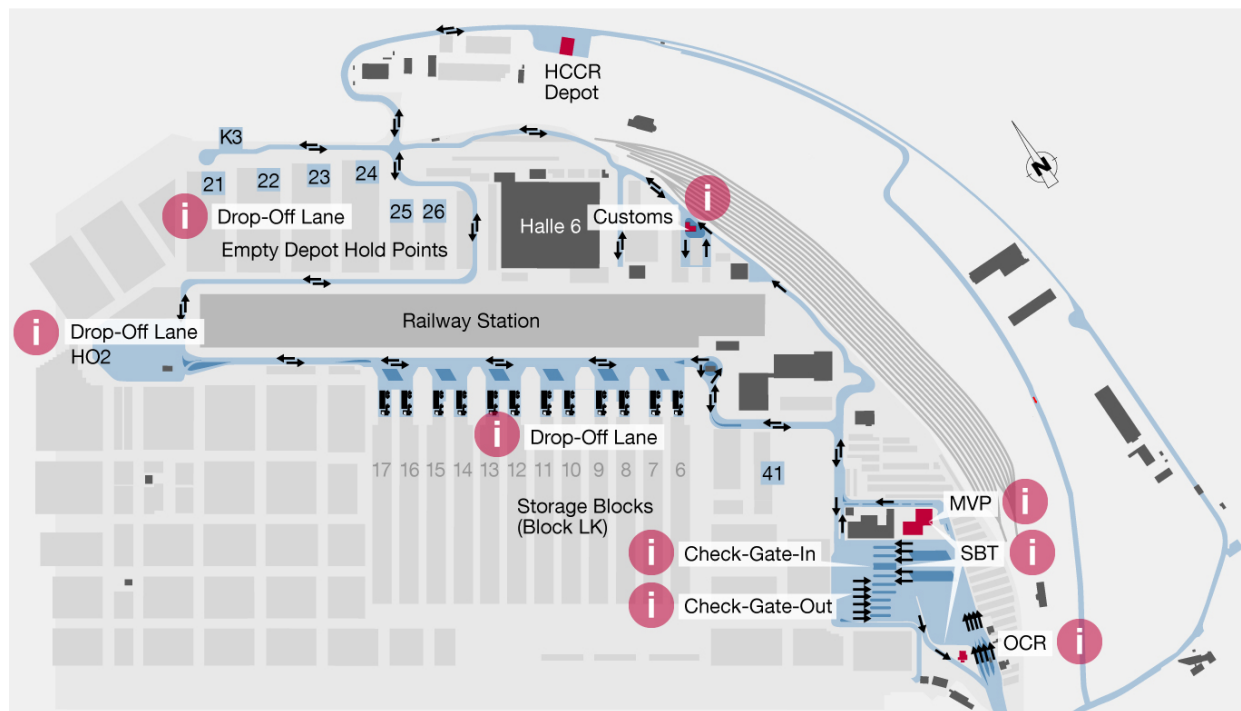 HCCR
Depot
N
K3
21
22
23
24
25
26
i
Drop-Off Lane
Empty Depot Hold Points
Halle 6
Customs
i
Railway Station
i
Drop-Off Lane
HO2
i
Drop-Off Lane
17
16
15
14
13
12
11
10
9
8
7
6
41
Storage Blocks
(Block LK)
MVP
i
i
Check-Gate-In
SBT
i
i
Check-Gate-Out
OCR
i